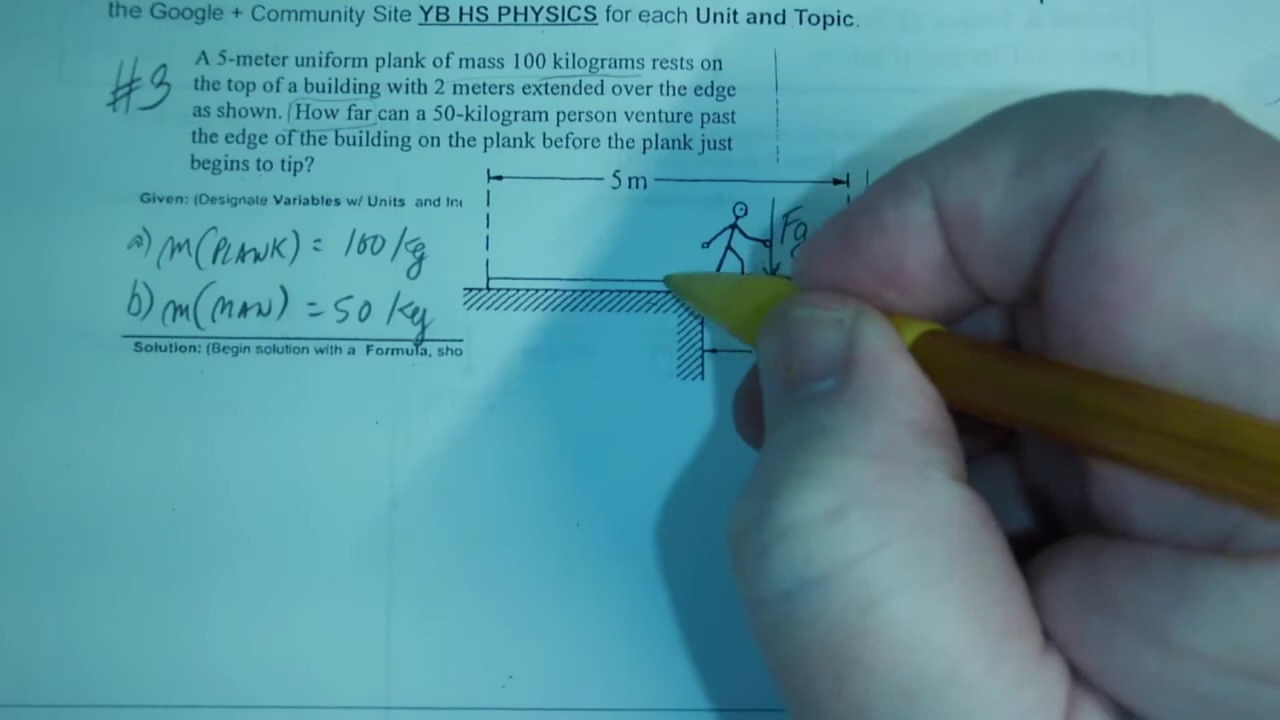 the Google + Community Site YB HS PHYSICS for each Unit and Topic.
#3
A 5-meter uniform plank of mass 100 kilograms rests on
the top of a building with 2 meters extended over the edge
as shown. How far can a 50-kilogram person venture past
the edge of the building on the plank before the plank just
begins to tip?
5 m
Given: (Designate Variables w/ Units and
Fg
a) m(PLANK) = 100 kg
b) m(MAN) = 50 kg
Solution: (Begin solution with a Formula, sho